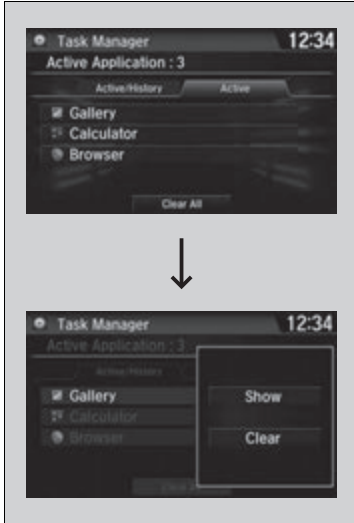 Task Manager 12:34
Active Application : 3
Active/History Active
Gallery
Calculator
Browser
Clear All
Task Manager 12:34
Active Application : 3
Active/History
Gallery Show
Calculator
Browser Clear